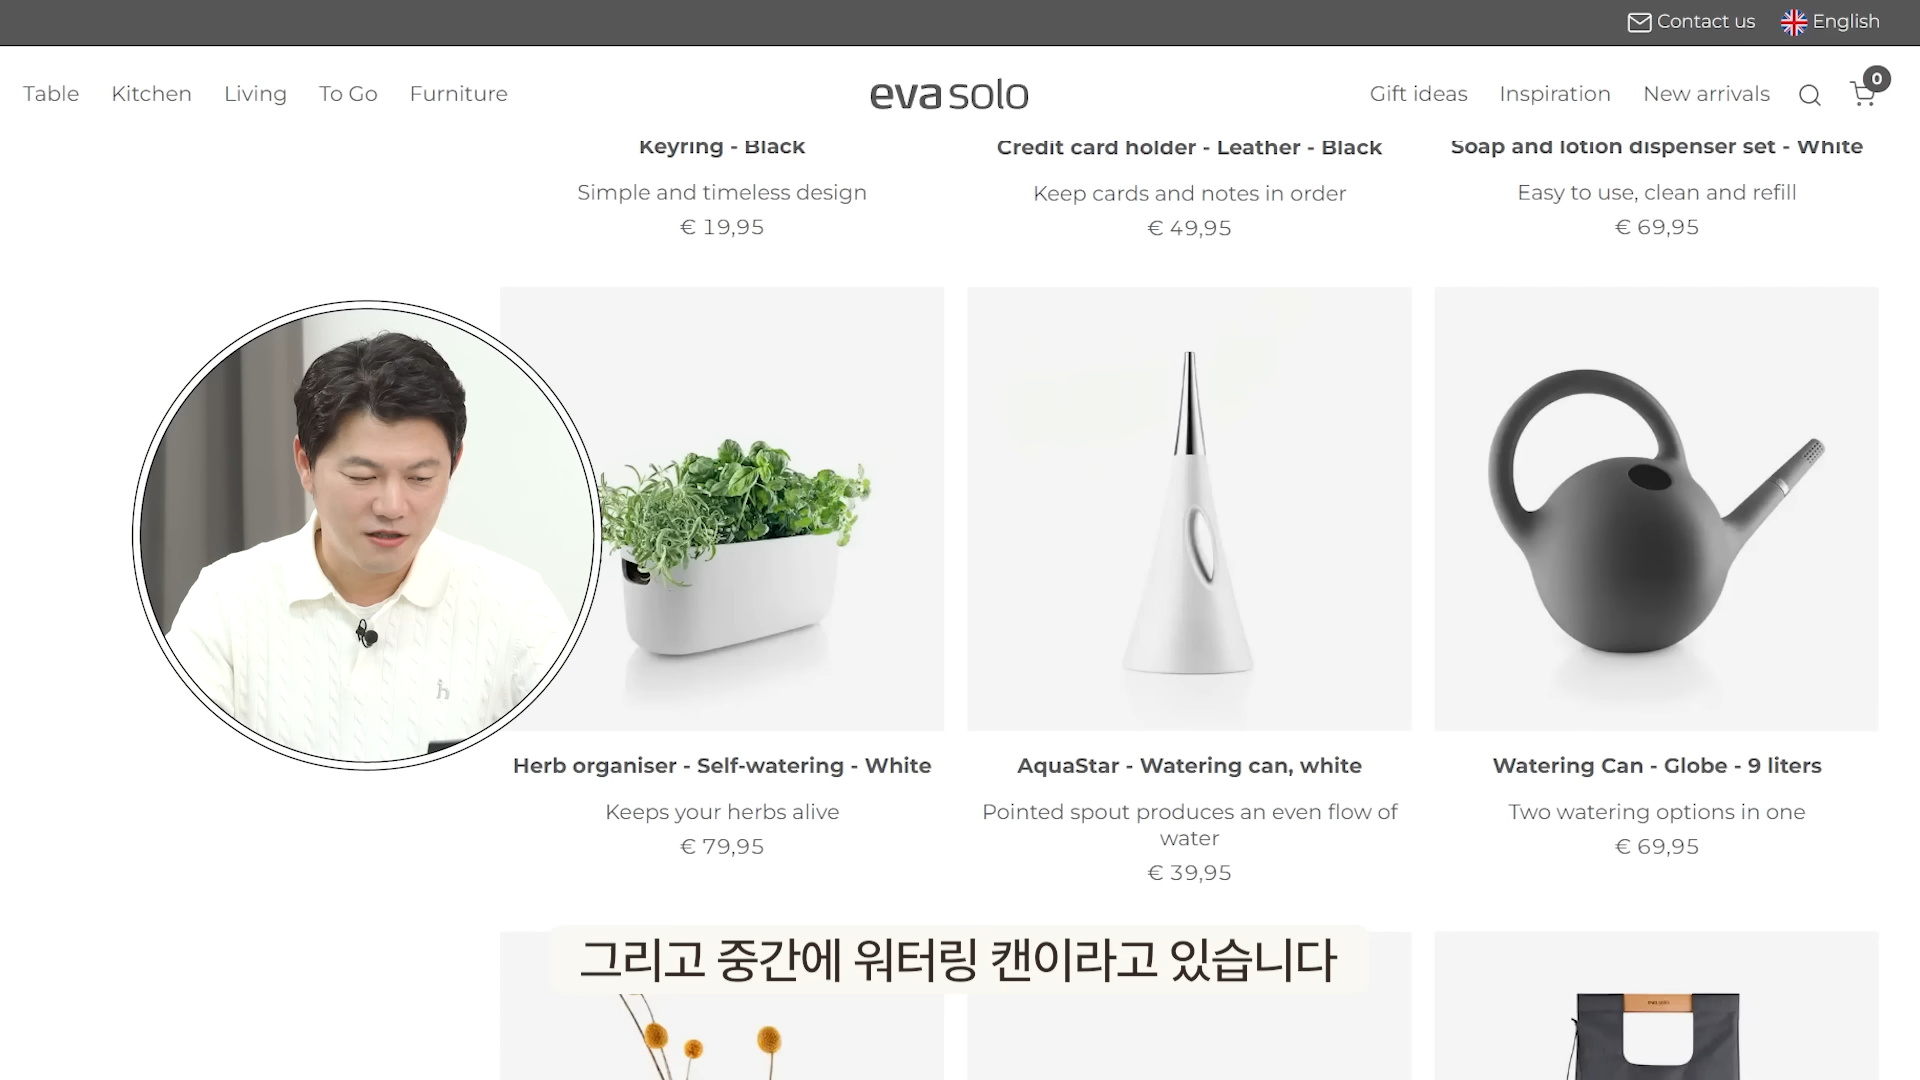 Contact us
English
Table
Kitchen
Living
To Go
Furniture
eva solo
Gift ideas
Inspiration
New arrivals
0
Keyring - Black
Simple and timeless design
€ 19,95
Credit card holder - Leather - Black
Keep cards and notes in order
€ 49,95
Soap and lotion dispenser set - White
Easy to use, clean and refill
€ 69,95
Herb organiser - Self-watering - White
Keeps your herbs alive
€ 79,95
AquaStar - Watering can, white
Pointed spout produces an even flow of
water
€ 39,95
Watering Can - Globe - 9 liters
Two watering options in one
€ 69,95
그리고 중간에 워터링 캔이라고 있습니다
eva solo